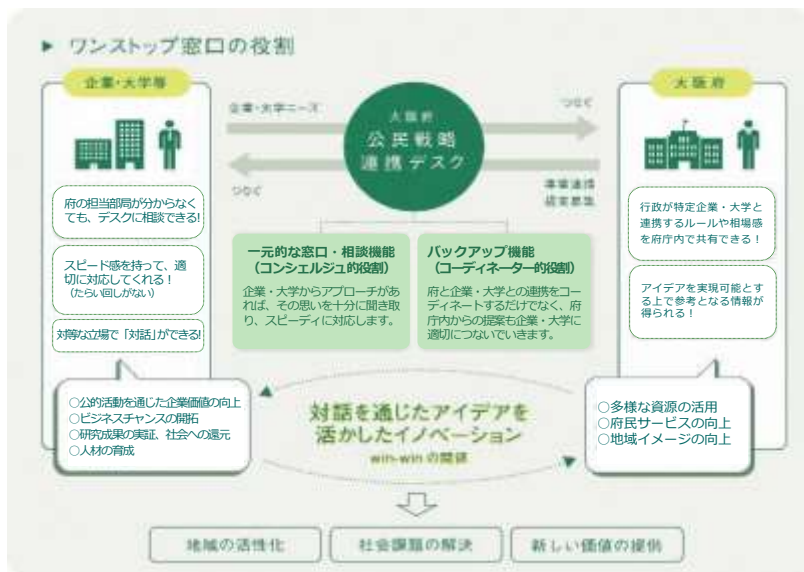 ▶ ワンストップ窓口の役割
企業・大学等
大阪府
企業・大学ニーズ
つなぐ
大阪府
公民戦略
連携デスク
つなぐ
事業連携
提案募集
府の担当部局が分からなく
ても、デスクに相談できる!
スピード感を持って、適
切に対応してくれる!
(たらい回しがない)
対等な立場で「対話」ができる!
一元的な窓口・相談機能
(コンシェルジュ的役割)
企業・大学からアプローチがあ
れば、その思いを十分に聞き取
り、スピーディに対応します。
バックアップ機能
(コーディネーター的役割)
府と企業・大学との連携をコー
ディネートするだけでなく、府
庁内からの提案も企業・大学に
適切につないでいきます。
行政が特定企業・大学と
連携するルールや相場感
を府庁内で共有できる!
アイデアを実現可能とす
る上で参考となる情報が
得られる!
○公的活動を通じた企業価値の向上
○ビジネスチャンスの開拓
○研究成果の実証、社会への還元
○人材の育成
対話を通じたアイデアを
活かしたイノベーション
win-winの関係
○多様な資源の活用
○府民サービスの向上
○地域イメージの向上
地域の活性化
社会課題の解決
新しい価値の提供